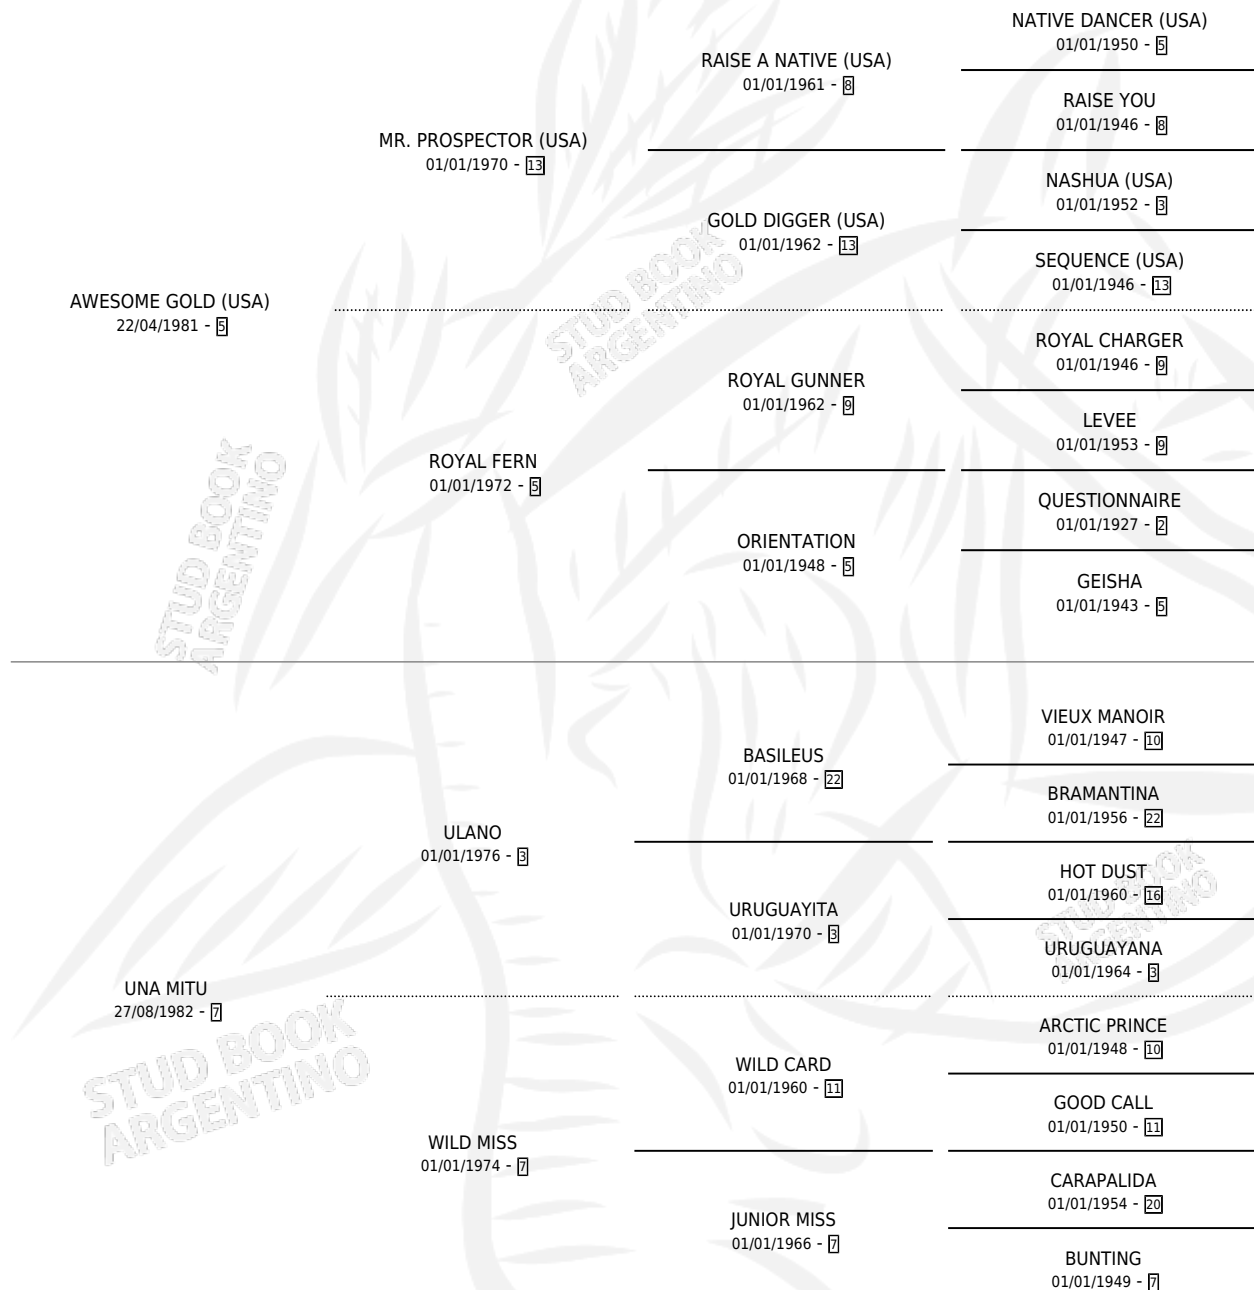 NATIVE DANCER (USA)
01/01/1950 - 5
RAISE A NATIVE (USA)
01/01/1961 - 8
RAISE YOU
01/01/1946 - 8
MR. PROSPECTOR (USA)
01/01/1970 - 13
NASHUA (USA)
01/01/1952 - 3
GOLD DIGGER (USA)
01/01/1962 - 13
SEQUENCE (USA)
01/01/1946 - 13
AWESOME GOLD (USA)
22/04/1981 - 5
ROYAL CHARGER
01/01/1946 - 9
ROYAL GUNNER
01/01/1962 - 9
LEVEE
01/01/1953 - 9
ROYAL FERN
01/01/1972 - 5
QUESTIONNAIRE
01/01/1927 - 2
ORIENTATION
01/01/1948 - 5
GEISHA
01/01/1943 - 5
VIEUX MANOIR
01/01/1947 - 10
BASILEUS
01/01/1968 - 22
BRAMANTINA
01/01/1956 - 22
ULANO
01/01/1976 - 3
HOT DUST
01/01/1960 - 16
URUGUAYITA
01/01/1970 - 3
URUGUAYANA
01/01/1964 - 3
UNA MITU
27/08/1982 - 7
ARCTIC PRINCE
01/01/1948 - 10
WILD CARD
01/01/1960 - 11
GOOD CALL
01/01/1950 - 11
WILD MISS
01/01/1974 - 7
CARAPALIDA
01/01/1954 - 20
JUNIOR MISS
01/01/1966 - 7
BUNTING
01/01/1949 - 7
STUD BOOK
ARGENTINO
STUD BOOK
ARGENTINO
STUD BOOK
ARGENTINO
STUD BOOK
ARGENTINO